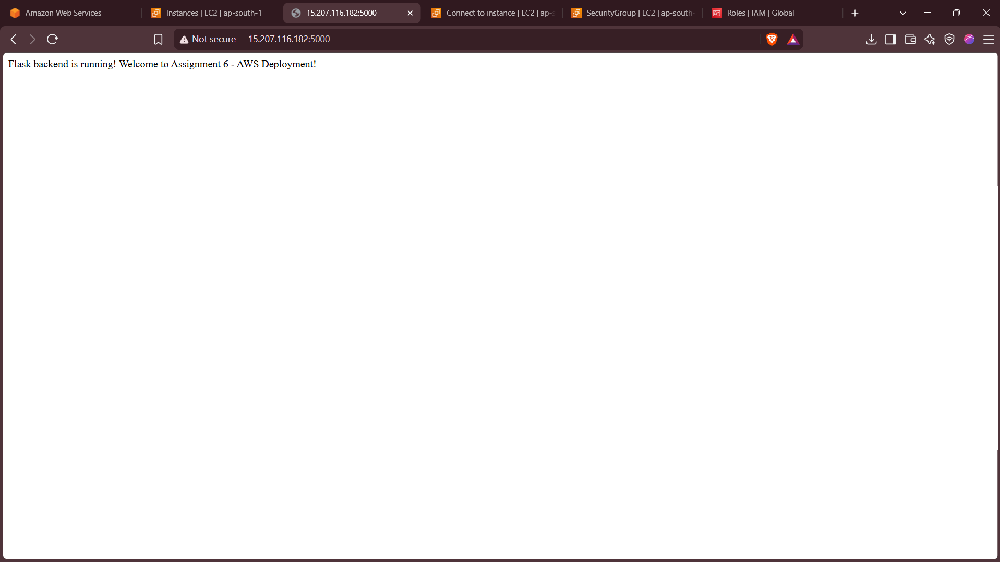 Amazon Web Services
Instances | EC2 | ap-south-1
15.207.116.182:5000
Connect to instance | EC2 | ap-s
SecurityGroup | EC2 | ap-south-
Roles | IAM | Global
Not secure 15.207.116.182:5000
Flask backend is running! Welcome to Assignment 6 - AWS Deployment!